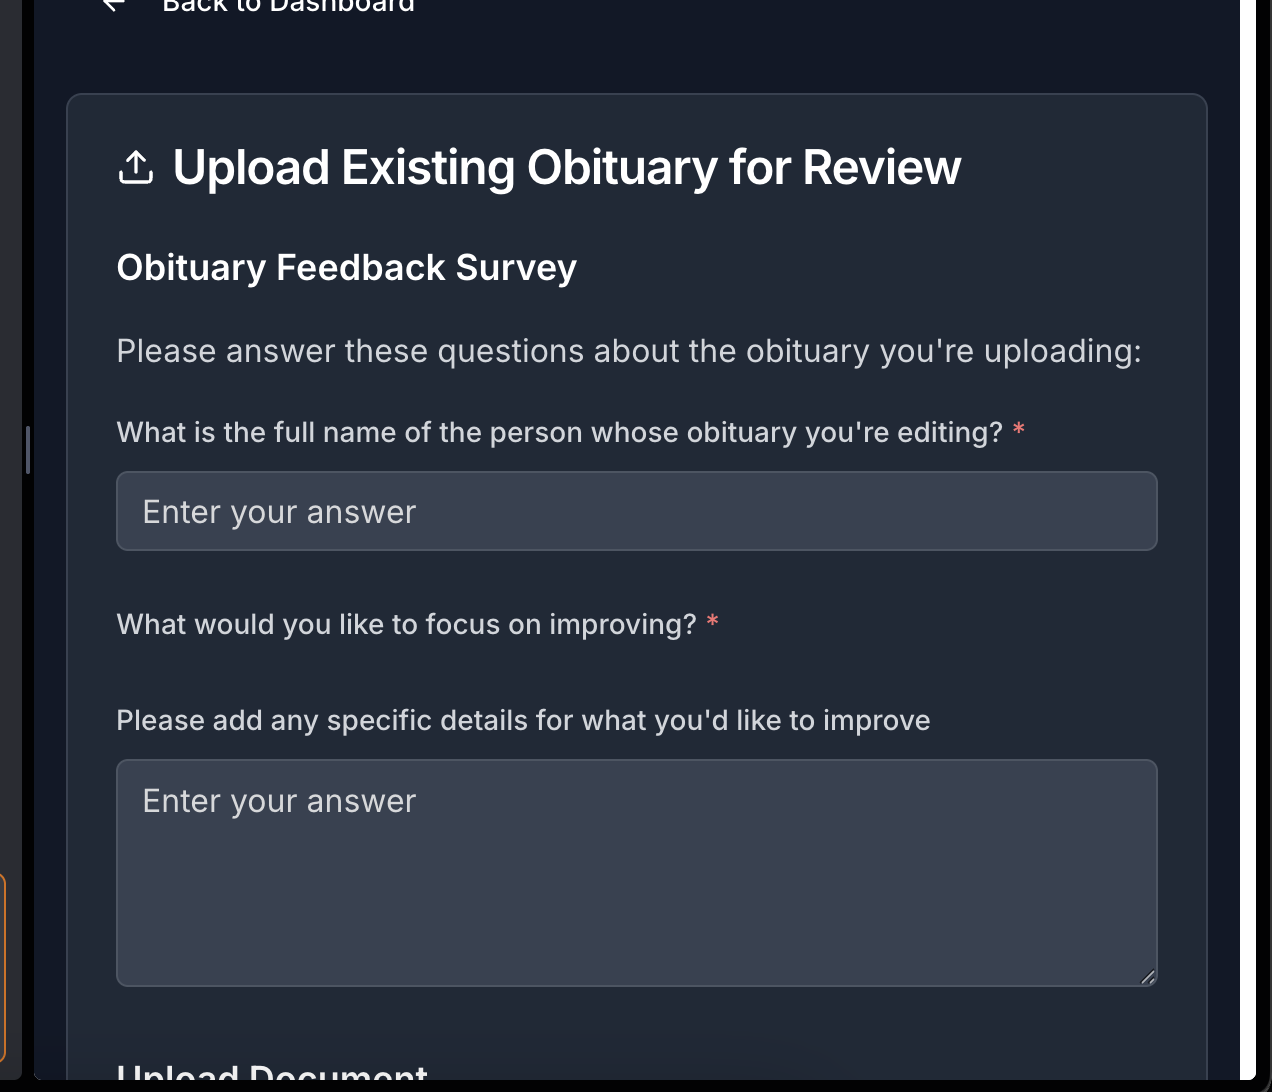 Back to Dashboard
Upload Existing Obituary for Review
Obituary Feedback Survey
Please answer these questions about the obituary you're uploading:
What is the full name of the person whose obituary you're editing? *
Enter your answer
What would you like to focus on improving? *
Please add any specific details for what you'd like to improve
Enter your answer
Upload Document